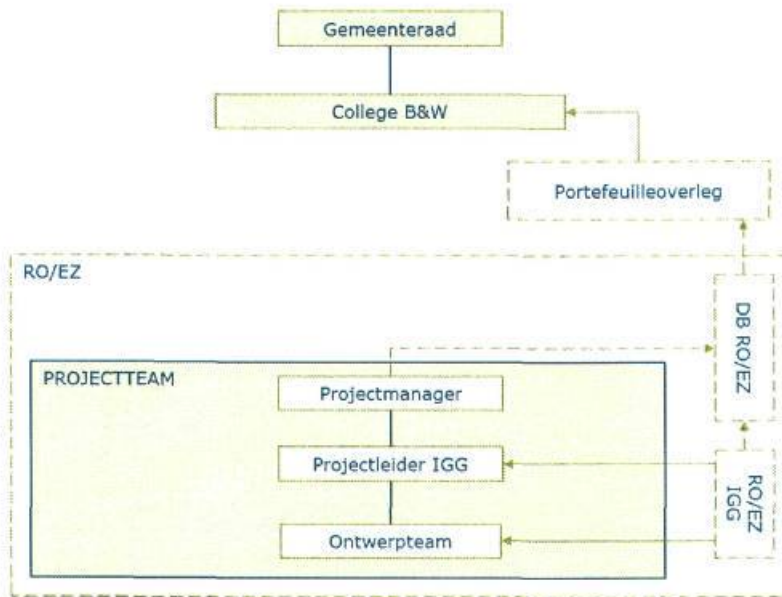 Gemeenteraad
College B&W
Portefeuilleoverleg
RO/EZ
DB RO/EZ
PROJECTTEAM
Projectmanager
Projectleider IGG
RO/EZ
IGG
Ontwerpteam